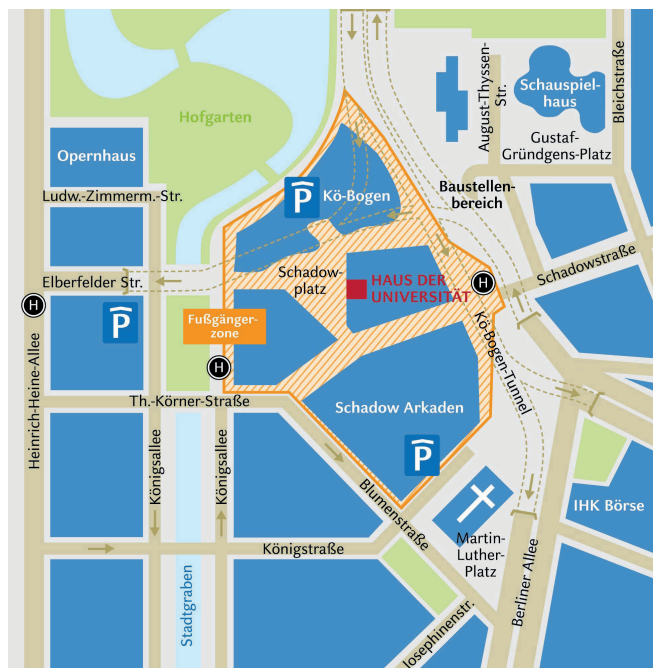 Hofgarten
Opernhaus
Ludw.-Zimmerm.-Str.
August-Thyssen-
Str.
Schauspiel-
haus
Bleichstraße
Gustaf-
Gründgens-Platz
P
Kö-Bogen
Baustellen-
bereich
Elberfelder Str.
Schadow-
platz
HAUS DER
UNIVERSITÄT
Schadowstraße
H
H
P
Fußgänger-
zone
H
Kö-Bogen-Tunnel
Heinrich-Heine-Allee
Th.-Körner-Straße
Schadow Arkaden
P
Königsallee
Königsallee
Blumenstraße
IHK Börse
Königstraße
Martin-
Luther-
Platz
Stadtgraben
Berliner Allee
Josephinenstr.